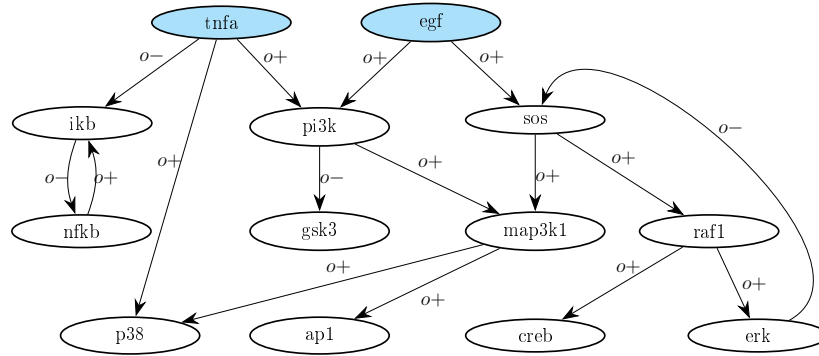 tnfa
egf
o−
o+
o+
o+
ikb
pi3k
sos
o−
o−
o+
o+
o−
o+
o+
o+
nfkb
gsk3
map3k1
raf1
o+
o+
o+
o+
p38
ap1
creb
erk